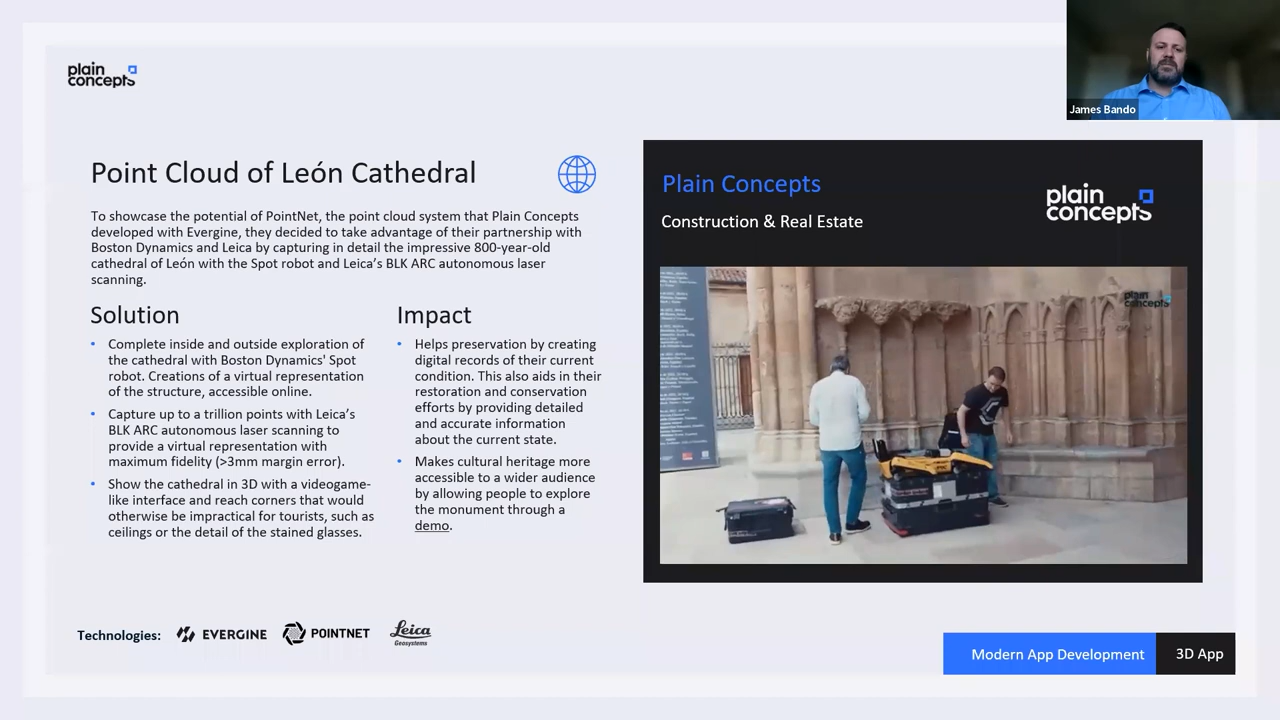 plain
concepts
James Bando
Point Cloud of León Cathedral
To showcase the potential of PointNet, the point cloud system that Plain Concepts
developed with Evergine, they decided to take advantage of their partnership with
Boston Dynamics and Leica by capturing in detail the impressive 800-year-old
cathedral of León with the Spot robot and Leica's BLK ARC autonomous laser
scanning.
Solution
• Complete inside and outside exploration of
the cathedral with Boston Dynamics' Spot
robot. Creations of a virtual representation
of the structure, accessible online.
• Capture up to a trillion points with Leica's
BLK ARC autonomous laser scanning to
provide a virtual representation with
maximum fidelity (>3mm margin error).
• Show the cathedral in 3D with a videogame-
like interface and reach corners that would
otherwise be impractical for tourists, such as
ceilings or the detail of the stained glasses.
Impact
• Helps preservation by creating
digital records of their current
condition. This also aids in their
restoration and conservation
efforts by providing detailed
and accurate information
about the current state.
• Makes cultural heritage more
accessible to a wider audience
by allowing people to explore
the monument through a
demo.
Plain Concepts
Construction & Real Estate
plain
concepts
plain
concepts
Technologies:
EVERGINE
POINTNET
Leica
Geosystems
Modern App Development
3D App